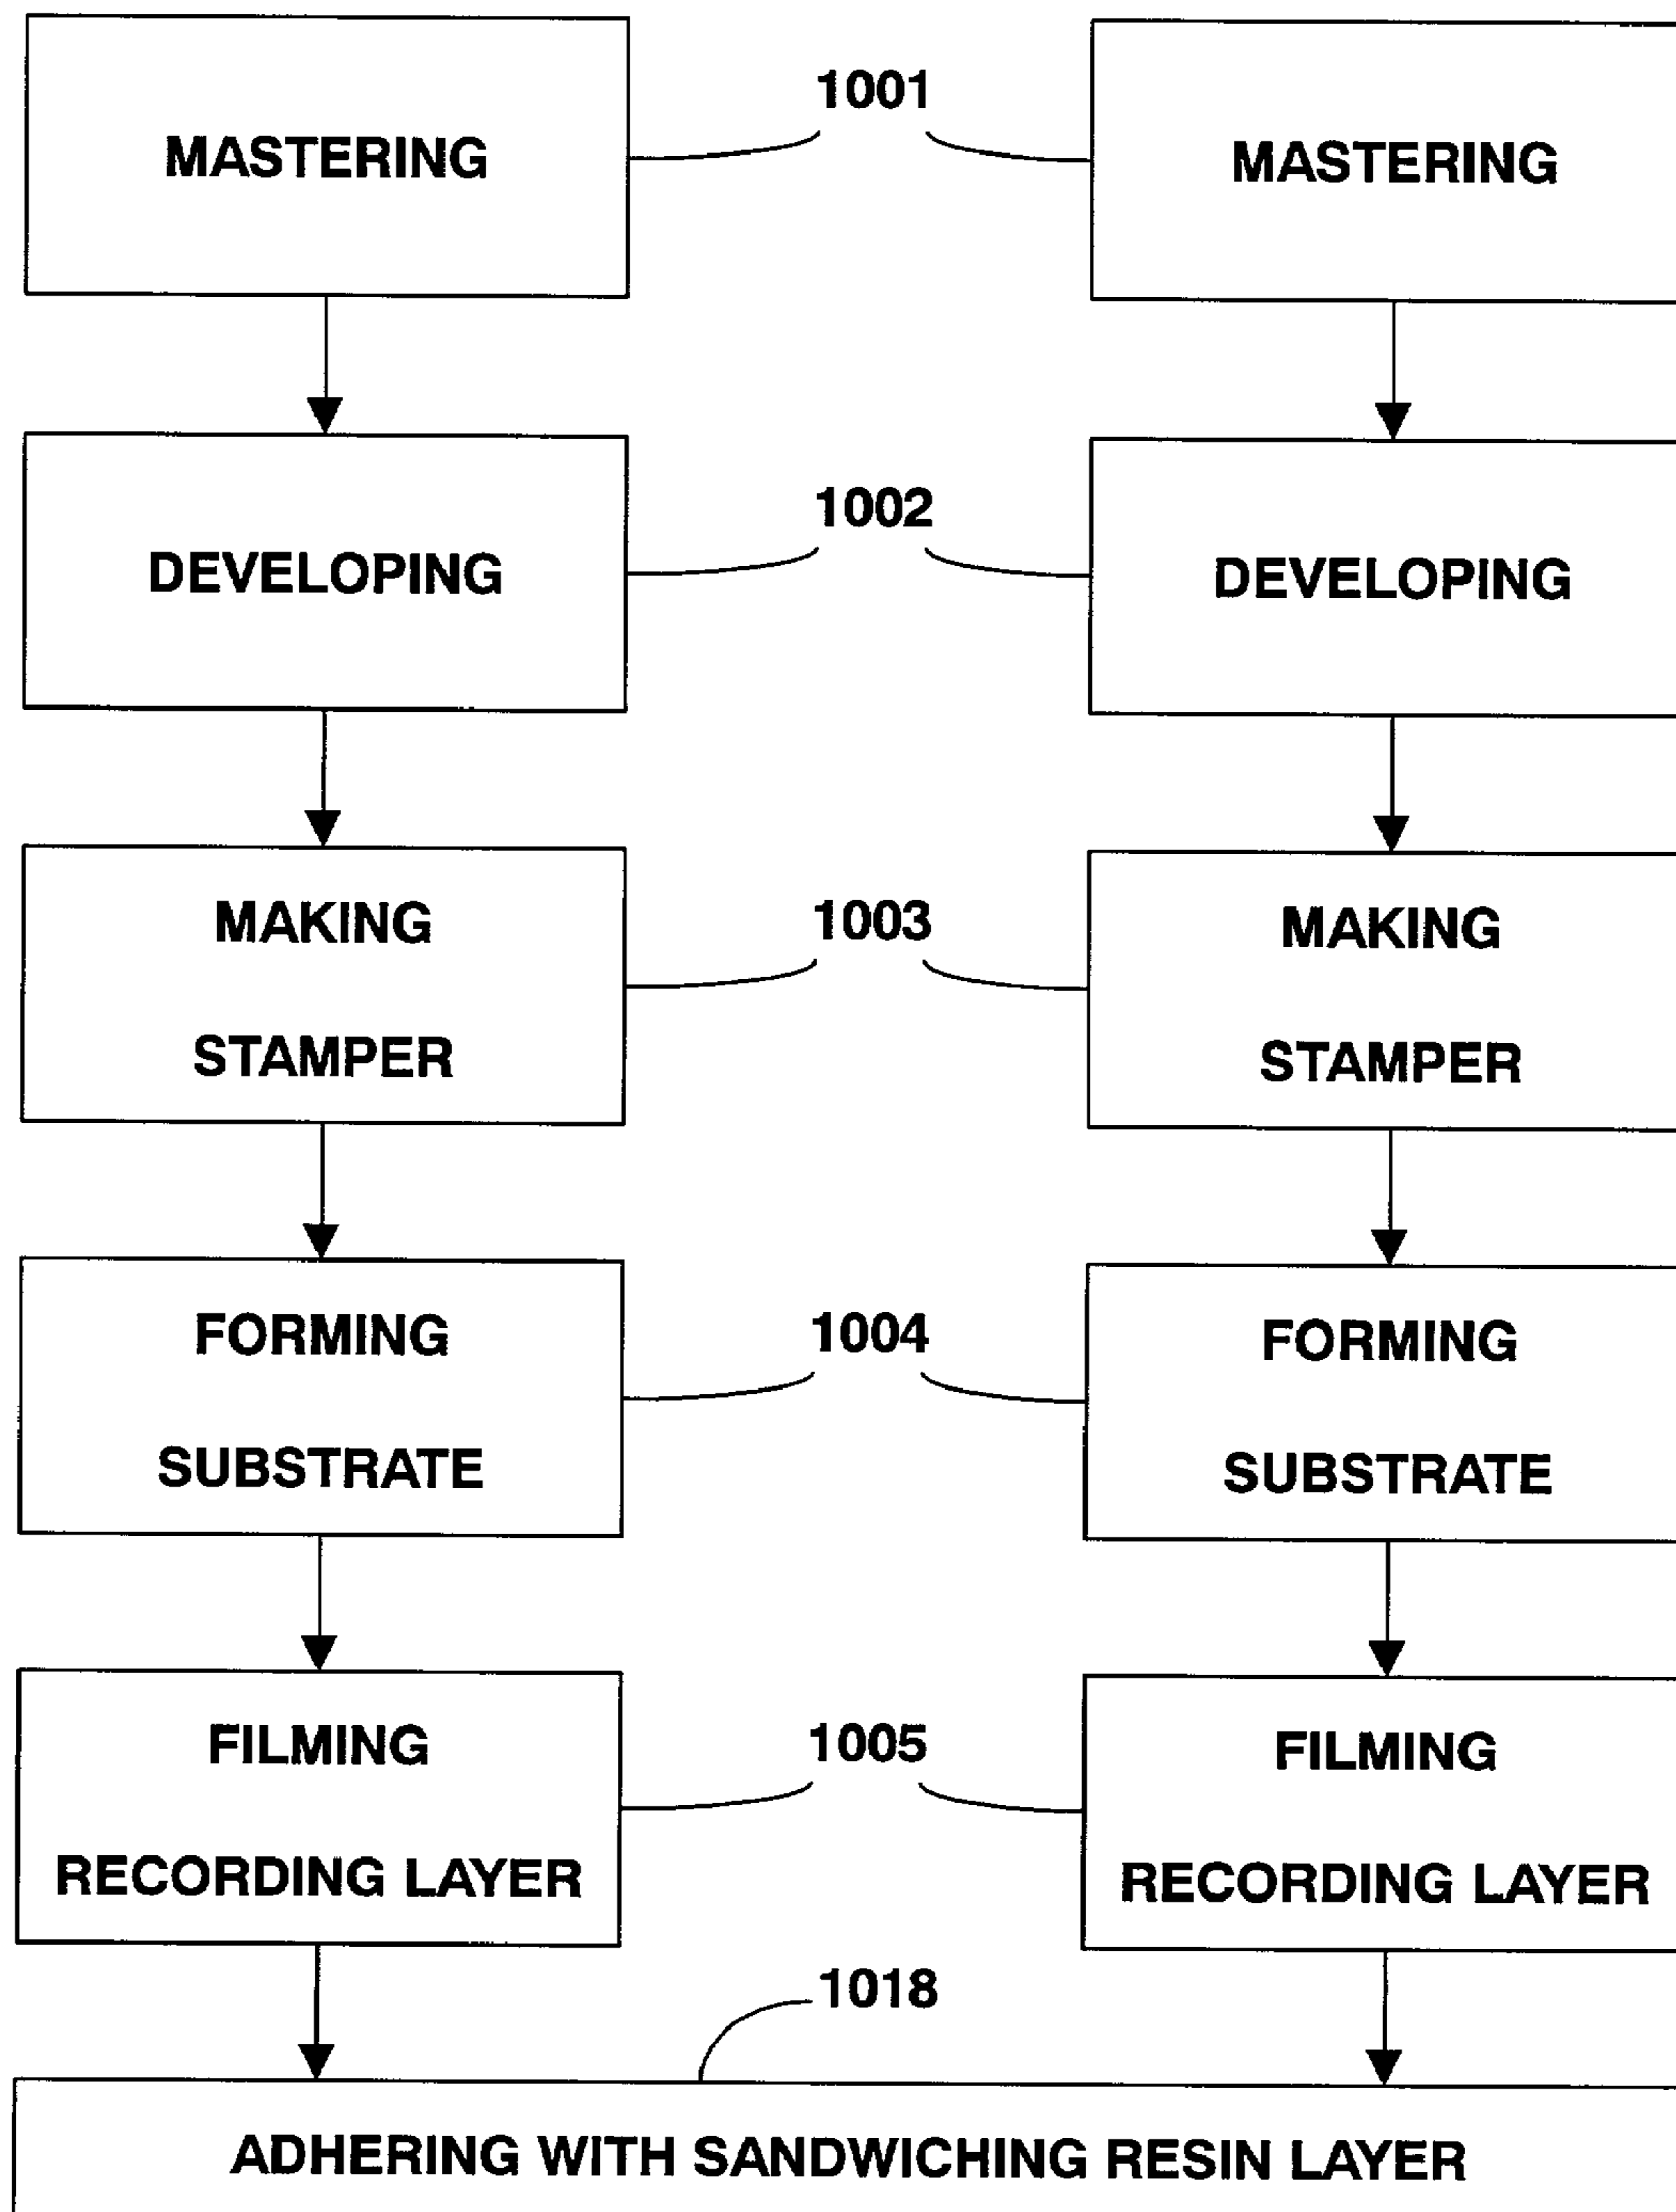 1001
MASTERING MASTERING
1002
DEVELOPING DEVELOPING
MAKING 1003 MAKING
STAMPER STAMPER
FORMING 1004 FORMING
SUBSTRATE SUBSTRATE
FILMING 1005 FILMING
RECORDING LAYER RECORDING LAYER
1018
ADHERING WITH SANDWICHING RESIN LAYER